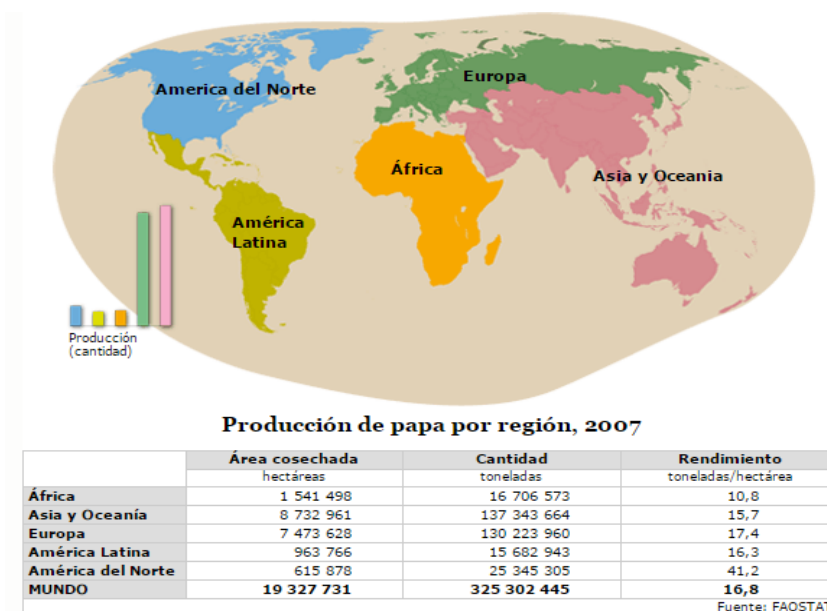 America del Norte
Europa
África
Asia y Oceania
América
Latina
Producción
(cantidad)
Producción de papa por región, 2007
Área cosechada Cantidad Rendimiento
hectáreas toneladas toneladas/hectárea
África 1 541 498 16 706 573 10,8
Asia y Oceanía 8 732 961 137 343 664 15,7
Europa 7 473 628 130 223 960 17,4
América Latina 963 766 15 682 943 16,3
América del Norte 615 878 25 345 305 41,2
MUNDO 19 327 731 325 302 445 16,8
Fuente: FAOSTAT